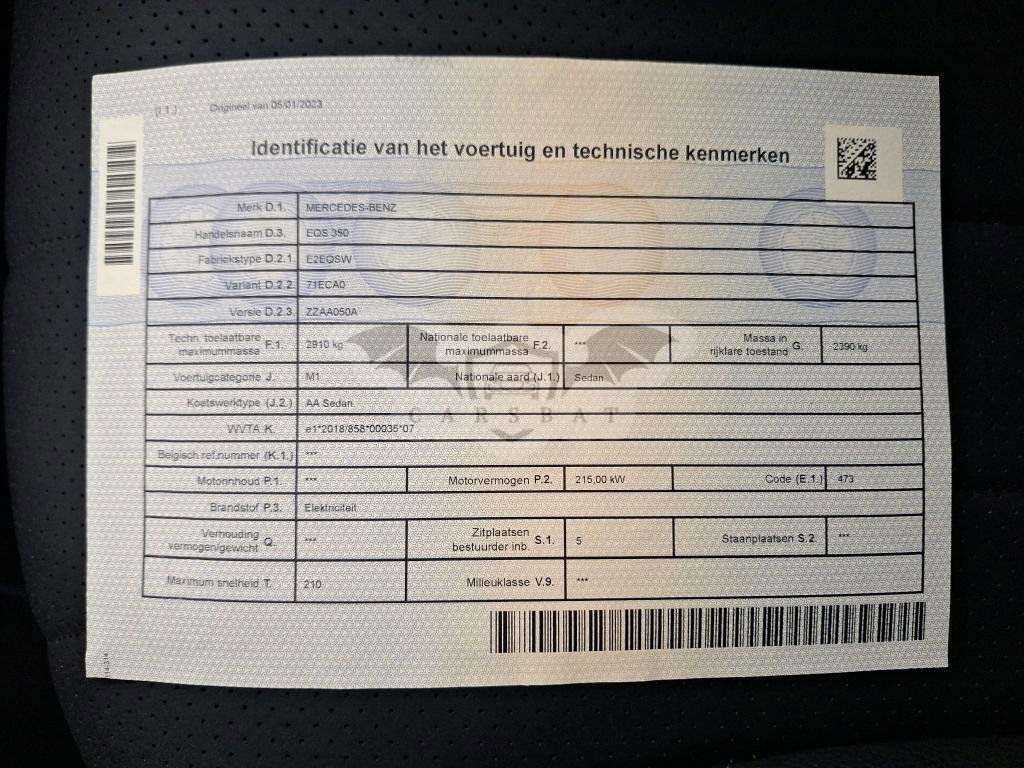 (I.1.) Origineel van 05/01/2023
Identificatie van het voertuig en technische kenmerken
Merk D.1. MERCEDES-BENZ
Handelsnaam D.3. EQS 350
Fabriekstype D.2.1. E2EQSW
Variant D.2.2. 71ECA0
Versie D.2.3. ZZAA050A
Techn. toelaatbare maximummassa F.1. 2910 kg Nationale toelaatbare maximummassa F.2. *** Massa in rijklare toestand G. 2390 kg
Voertuigcategorie J. M1 Nationale aard (J.1.) Sedan
Koetswerktype (J.2.) AA Sedan
CARSBAT
WVTA K. e1*2018/858*00035*07
Belgisch ref.nummer (K.1.) ***
Motorinhoud P.1. *** Motorvermogen P.2. 215,00 kW Code (E.1.) 473
Brandstof P.3. Elektriciteit
Verhouding vermogen/gewicht Q. *** Zitplaatsen bestuurder inb. S.1. 5 Staanplaatsen S.2. ***
Maximum snelheid T. 210 Milieuklasse V.9. ***